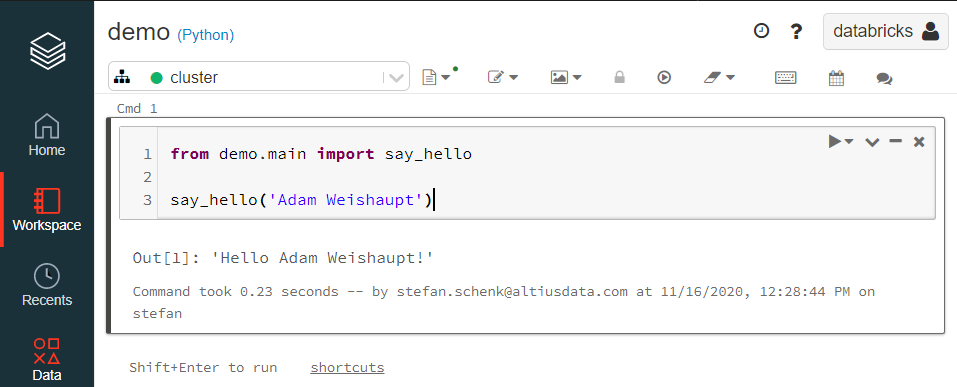 demo (Python)
databricks
cluster
Home
Workspace
Recents
Data
Cmd 1
1 from demo.main import say_hello
2
3 say_hello('Adam Weishaupt')
Out[1]: 'Hello Adam Weishaupt!'
Command took 0.23 seconds -- by stefan.schenk@altiusdata.com at 11/16/2020, 12:28:44 PM on
stefan
Shift+Enter to run shortcuts